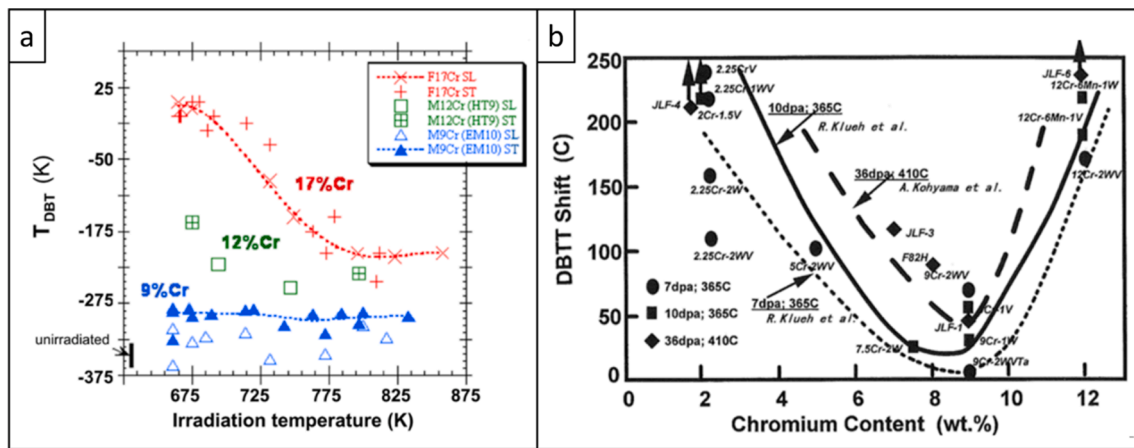 a
25
-50
-175
-275
-375
T_DBT (K)
F17Cr SL
F17Cr ST
M12Cr (HT9) SL
M12Cr (HT9) ST
M9Cr (EM10) SL
M9Cr (EM10) ST
17%Cr
12%Cr
9%Cr
unirradiated
675
725
775
825
875
Irradiation temperature (K)
b
250
200
150
100
50
0
DBTT Shift (C)
2.25CrV
2.25Cr-1WV
JLF-4
2Cr-1.5V
2.25Cr-2W
2.25Cr-2WV
5Cr-2WV
10dpa; 365C
R. Klueh et al.
36dpa; 410C
A. Kohyama et al.
7dpa; 365C
R. Klueh et al.
JLF-6
12Cr-6Mn-1W
12Cr-6Mn-1V
12Cr-2WV
JLF-3
F82H
9Cr-2WV
JLF-1
7.5Cr-2W
9Cr-1W
9Cr-2WVTa
7dpa; 365C
10dpa; 365C
36dpa; 410C
0
2
4
6
8
10
12
Chromium Content (wt.%)